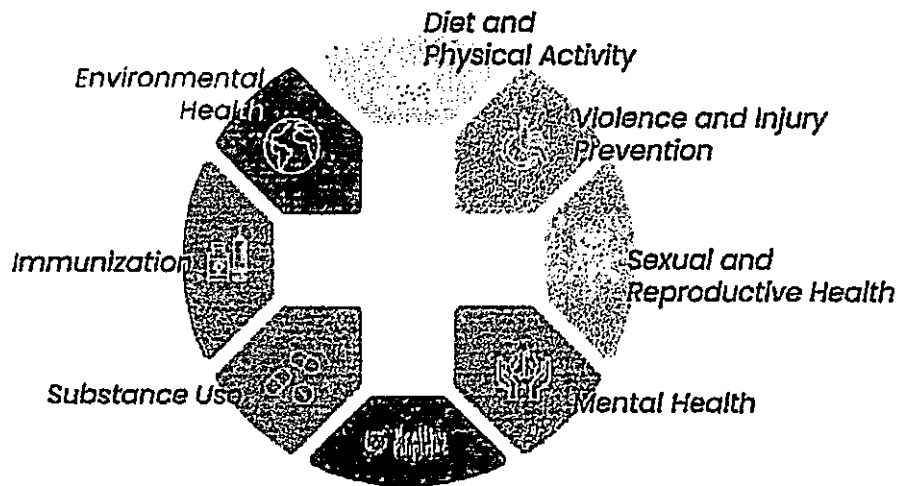 Diet and
Physical Activity
Environmental
Health
Violence and Injury
Prevention
Immunization
Sexual and
Reproductive Health
Substance Use
Mental Health
Healthy